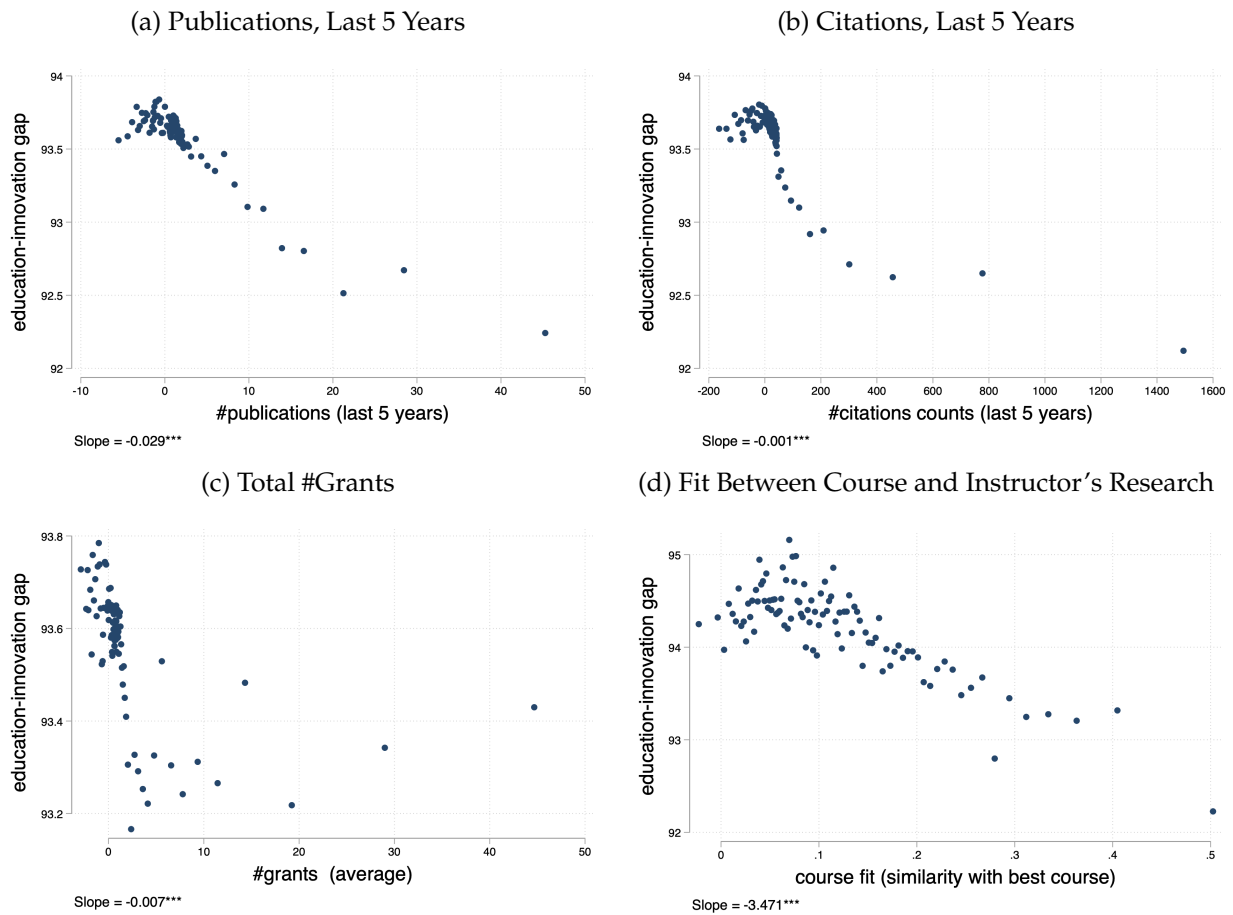 (a) Publications, Last 5 Years
94
93.5
93
92.5
92
education-innovation gap
-10 0 10 20 30 40 50
#publications (last 5 years)
Slope = -0.029***
(b) Citations, Last 5 Years
94
93.5
93
92.5
92
education-innovation gap
-200 0 200 400 600 800 1000 1200 1400 1600
#citations counts (last 5 years)
Slope = -0.001***
(c) Total #Grants
93.8
93.6
93.4
93.2
education-innovation gap
0 10 20 30 40 50
#grants (average)
Slope = -0.007***
(d) Fit Between Course and Instructor's Research
95
94
93
92
education-innovation gap
0 .1 .2 .3 .4 .5
course fit (similarity with best course)
Slope = -3.471***